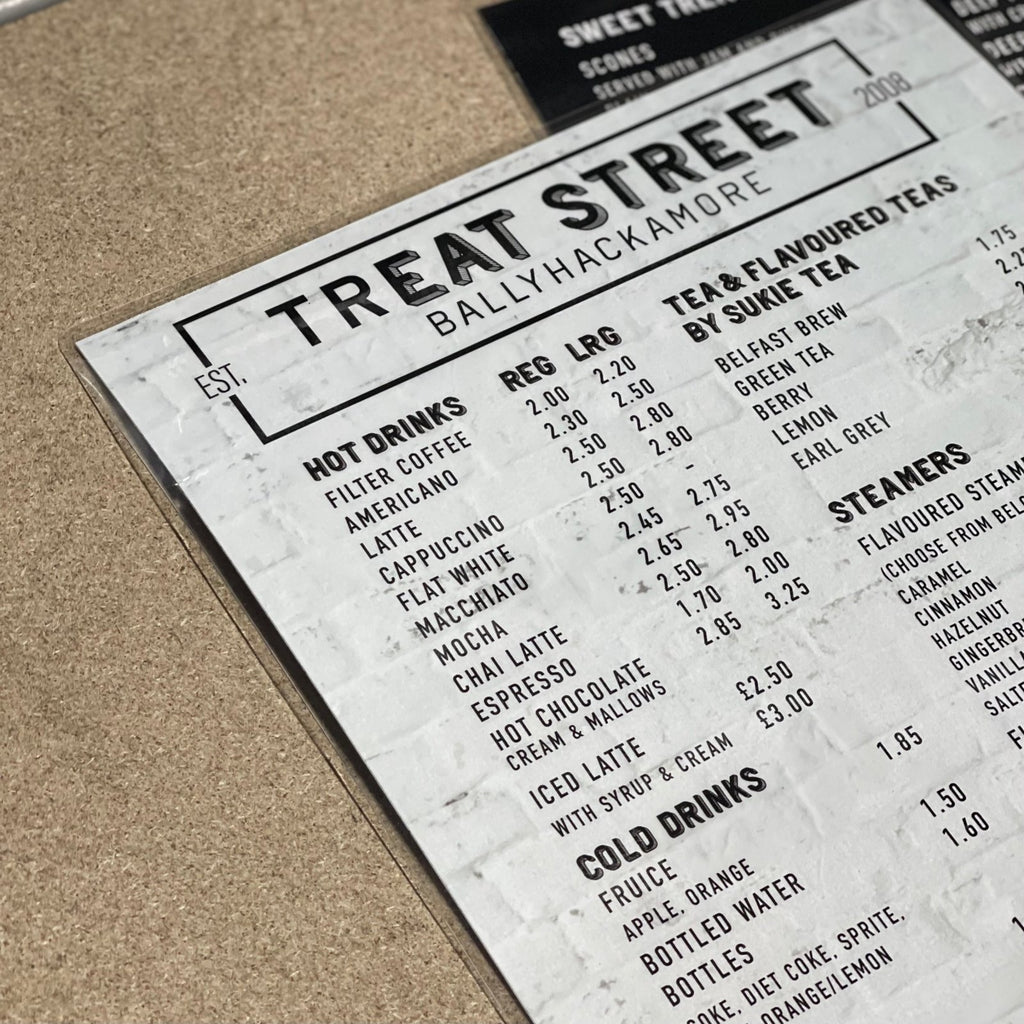 SWEET
SCONES
SERVED WITH JAM AND
TREAT STREET
BALLYHACKAMORE
EST.
2008
HOT DRINKS REG LRG
FILTER COFFEE 2.00 2.20
AMERICANO 2.30 2.50
LATTE 2.50 2.80
CAPPUCCINO 2.50 2.80
FLAT WHITE 2.50 -
MACCHIATO 2.45 2.75
MOCHA 2.65 2.95
CHAI LATTE 2.50 2.80
ESPRESSO 1.70 2.00
HOT CHOCOLATE 2.85 3.25
CREAM & MALLOWS
ICED LATTE £2.50
WITH SYRUP & CREAM £3.00
COLD DRINKS
FRUICE 1.85
APPLE, ORANGE
BOTTLED WATER 1.50
BOTTLES 1.60
COKE, DIET COKE, SPRITE,
ORANGE/LEMON
TEA & FLAVOURED TEAS
BY SUKIE TEA
BELFAST BREW 1.75
GREEN TEA
BERRY
LEMON
EARL GREY
STEAMERS
FLAVOURED
(CHOOSE FROM
CARAMEL
CINNAMON
HAZELNUT